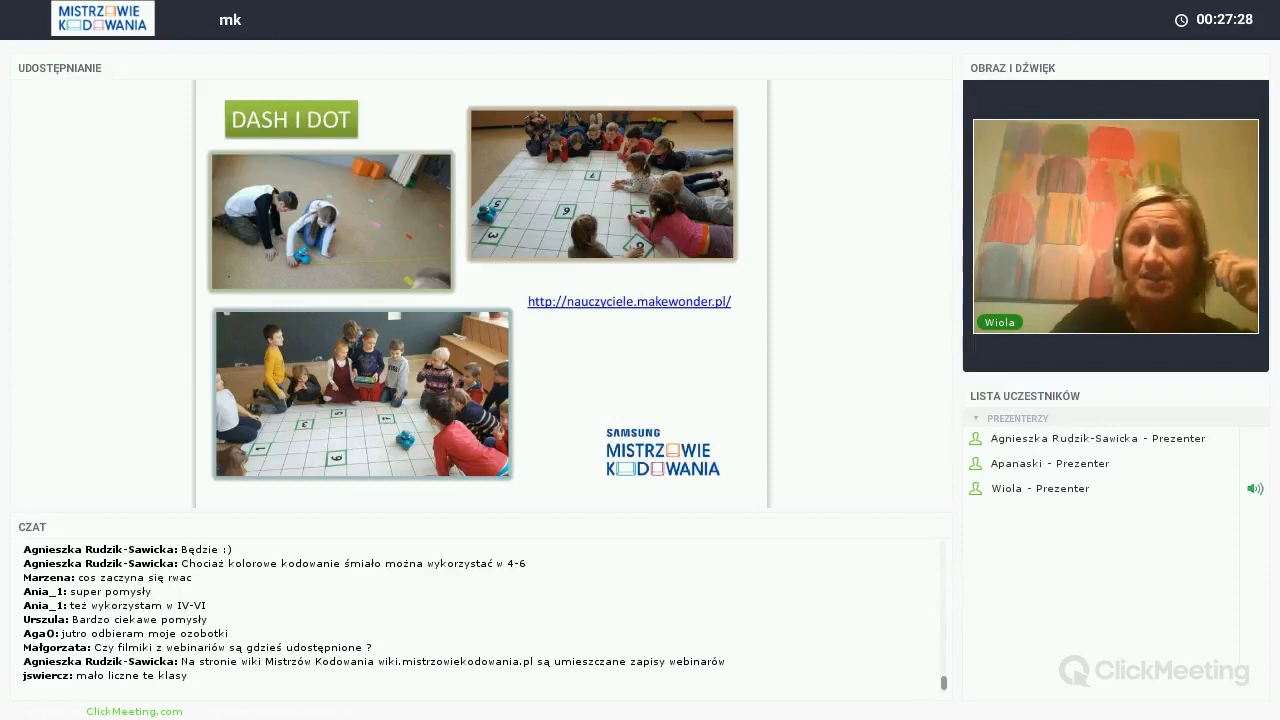 MISTRZOWIE
KODOWANIA
mk
00:27:28
UDOSTĘPNIANIE
DASH I DOT
http://nauczyciele.makewonder.pl/
SAMSUNG
MISTRZOWIE
KODOWANIA
OBRAZ I DŹWIĘK
Wiola
LISTA UCZESTNIKÓW
PREZENTERZY
Agnieszka Rudzik-Sawicka - Prezenter
Apanaski - Prezenter
Wiola - Prezenter
CZAT
Agnieszka Rudzik-Sawicka: Będzie :)
Agnieszka Rudzik-Sawicka: Chociaż kolorowe kodowanie śmiało można wykorzystać w 4-6
Marzena: cos zaczyna się rwac
Ania_1: super pomysły
Ania_1: też wykorzystam w IV-VI
Urszula: Bardzo ciekawe pomysły
Aga0: jutro odbieram moje ozobotki
Małgorzata: Czy filmiki z webinariów są gdzieś udostępnione ?
Agnieszka Rudzik-Sawicka: Na stronie wiki Mistrzów Kodowania wiki.mistrzowiekodowania.pl są umieszczane zapisy webinarów
jswiercz: mało liczne te klasy
ClickMeeting
ClickMeeting.com